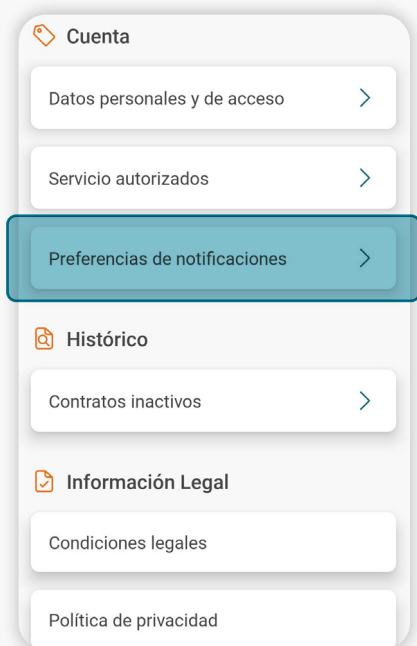 Cuenta
Datos personales y de acceso
Servicio autorizados
Preferencias de notificaciones
Histórico
Contratos inactivos
Información Legal
Condiciones legales
Política de privacidad